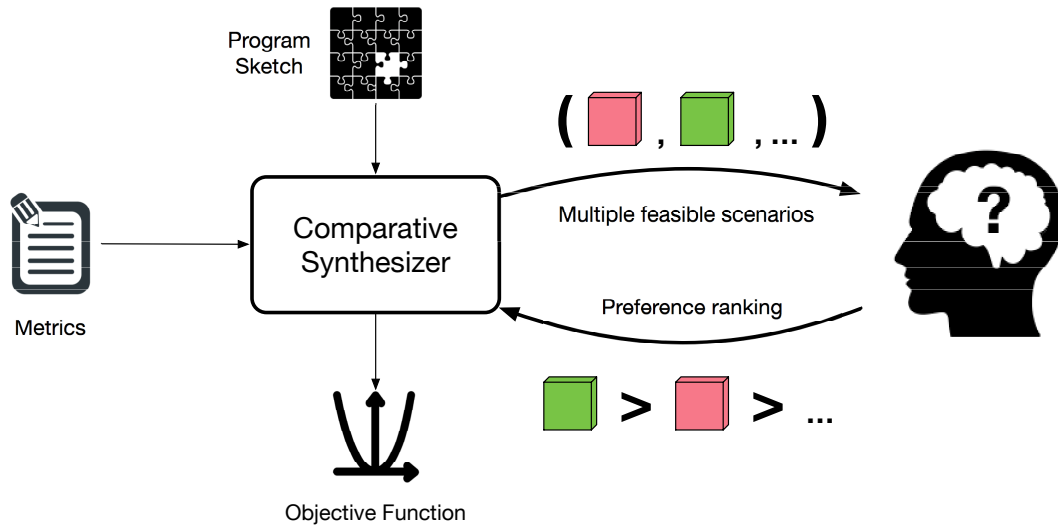 Program
Sketch
( , , ... )
Multiple feasible scenarios
?
Comparative
Synthesizer
Metrics
Preference ranking
> > ...
Objective Function